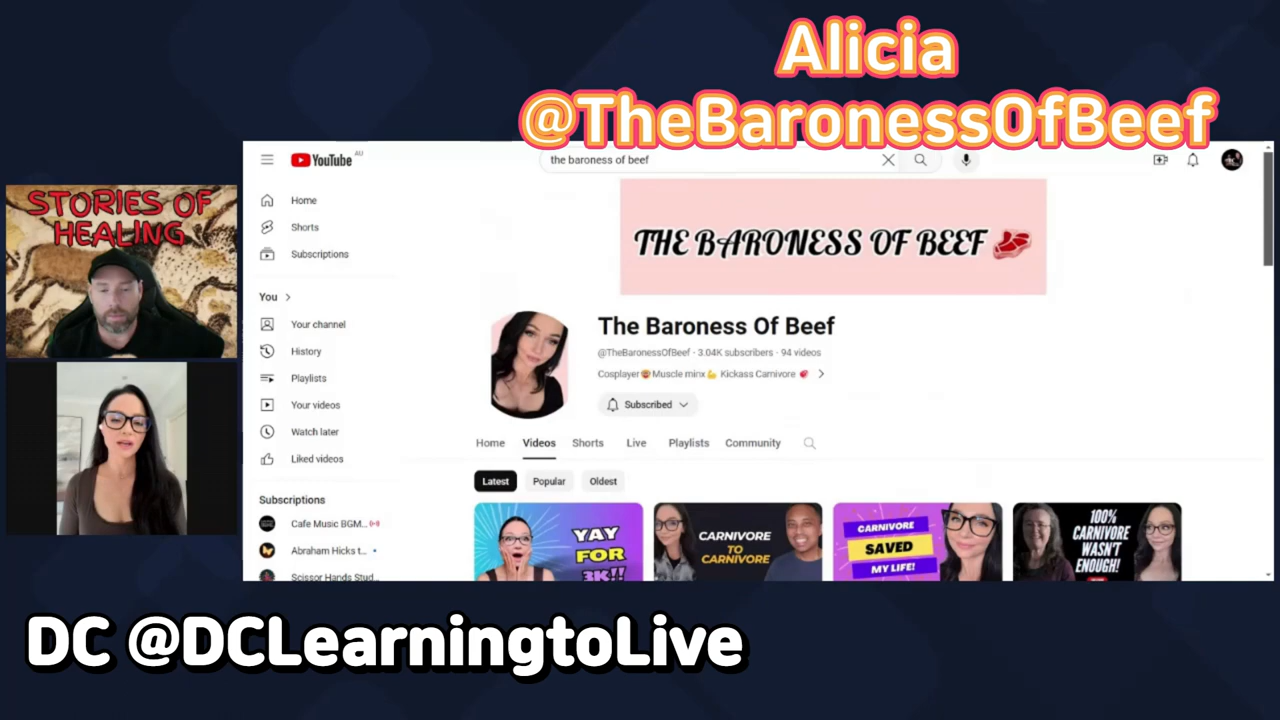 Alicia
@TheBaronessOfBeef
YouTube AU
the baroness of beef
Home
Shorts
Subscriptions
You
Your channel
History
Playlists
Your videos
Watch later
Liked videos
Subscriptions
Cafe Music BGM...
Abraham Hicks t...
Scissor Hands Stud...
STORIES OF
HEALING
THE BARONESS OF BEEF
The Baroness Of Beef
@TheBaronessOfBeef · 3.04K subscribers · 94 videos
Cosplayer Muscle minx Kickass Carnivore
Subscribed
Home Videos Shorts Live Playlists Community
Latest Popular Oldest
YAY
FOR
3K!!
CARNIVORE
TO
CARNIVORE
CARNIVORE
SAVED
MY LIFE!
100%
CARNIVORE
WASN'T
ENOUGH!
DC @DCLearningtoLive